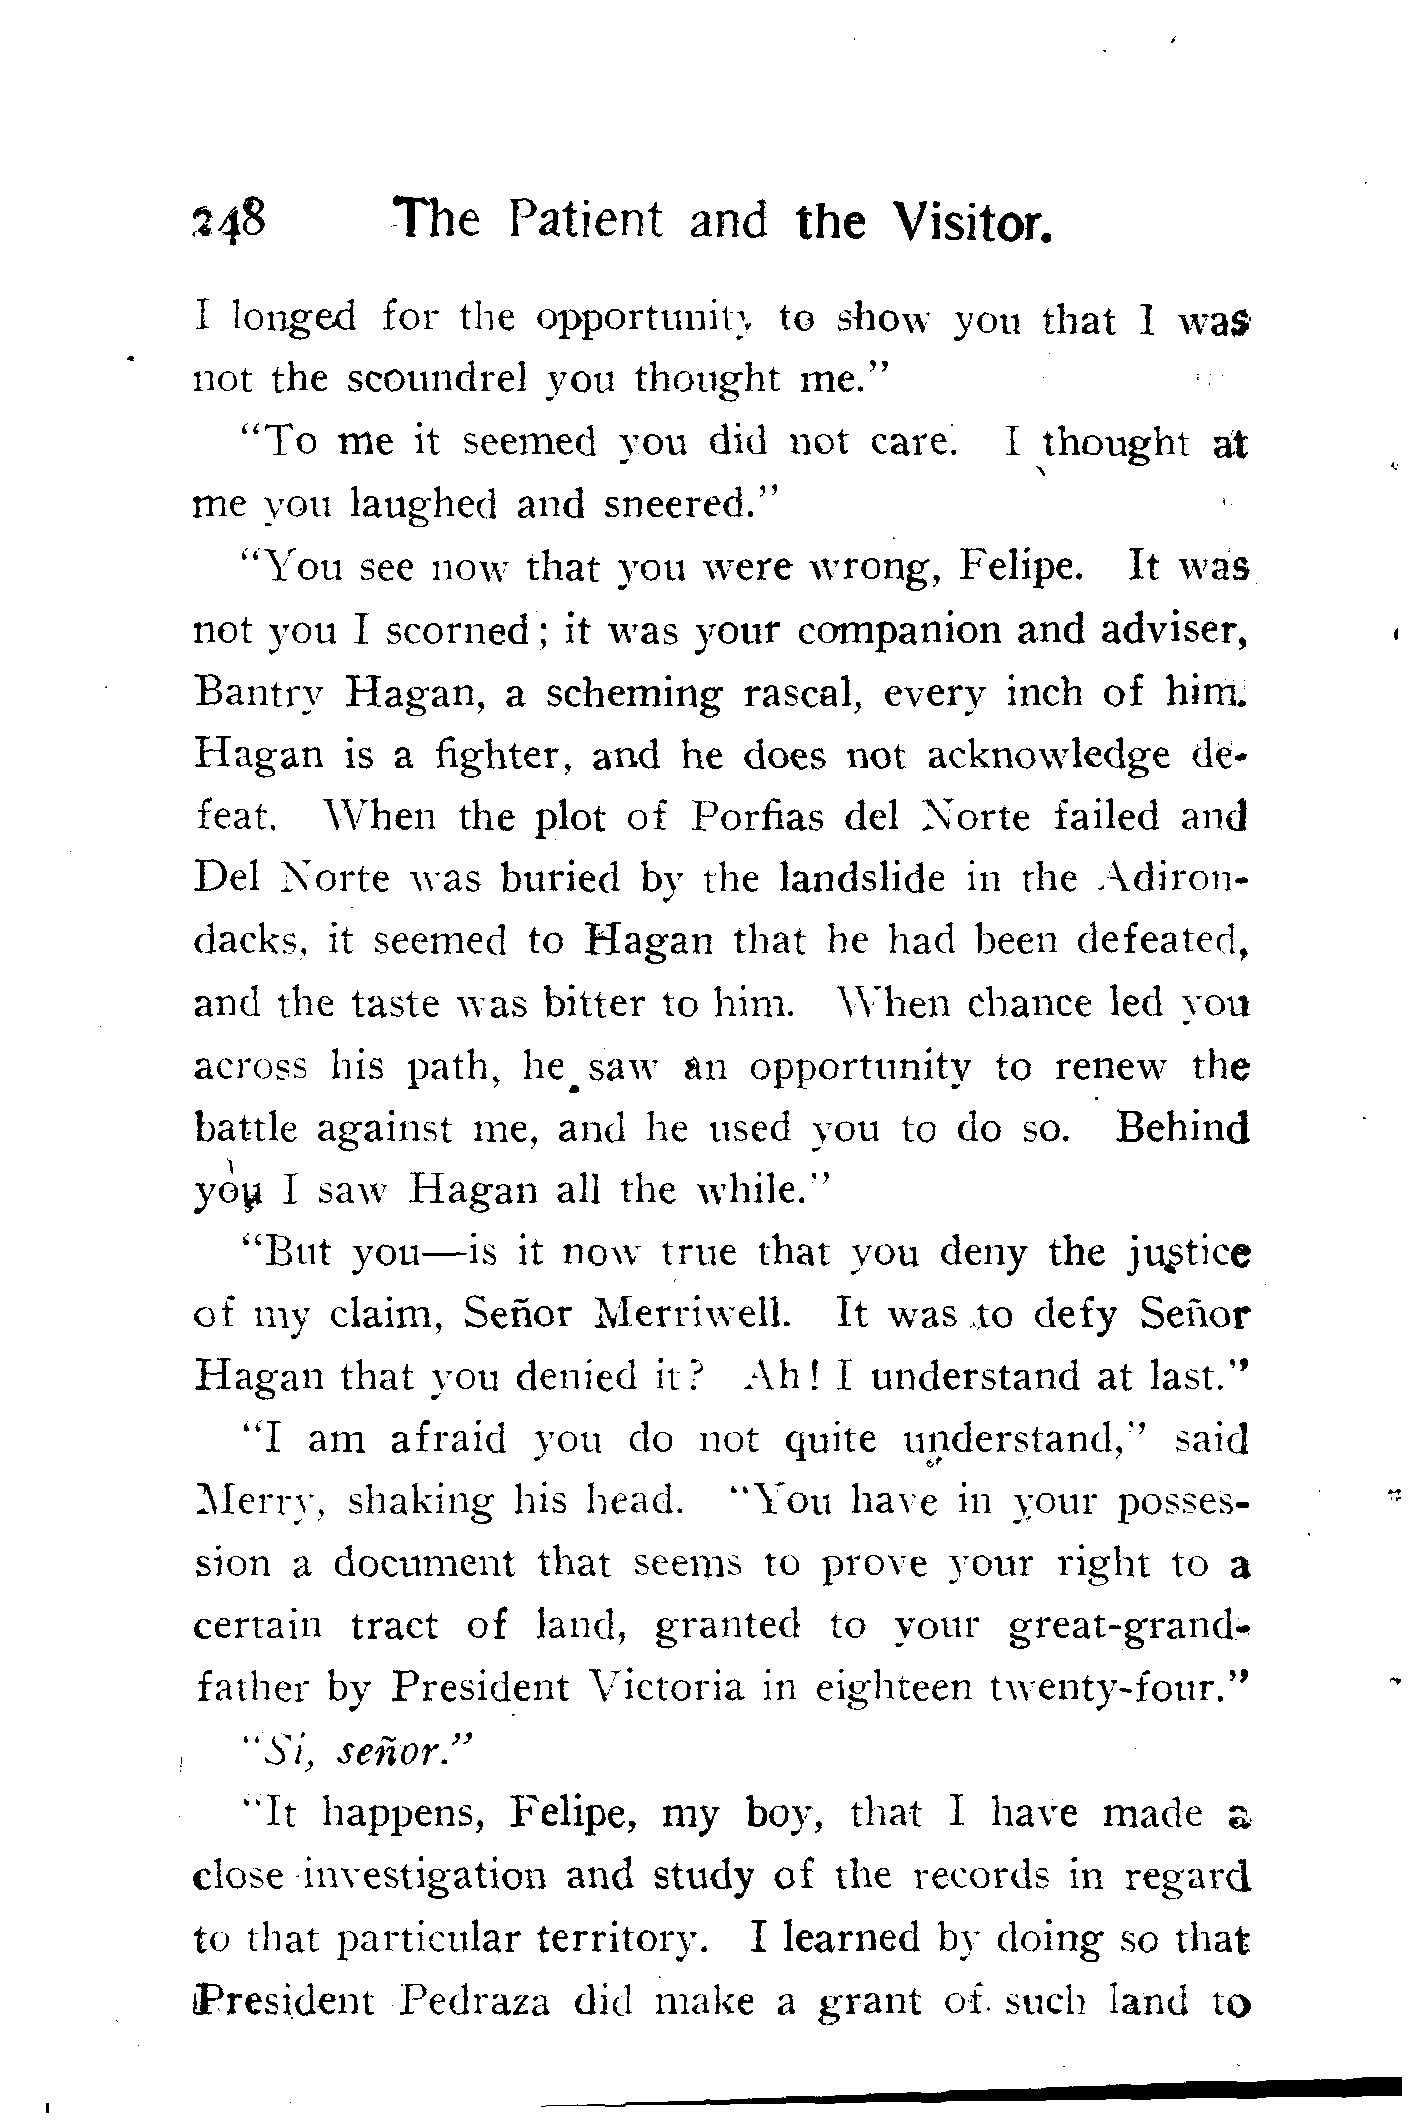 248 The Patient and the Visitor.
I longed for the opportunity to show you that I was
not the scoundrel you thought me."
"To me it seemed you did not care. I thought at
me you laughed and sneered."
"You see now that you were wrong, Felipe. It was
not you I scorned; it was your companion and adviser,
Bantry Hagan, a scheming rascal, every inch of him.
Hagan is a fighter, and he does not acknowledge de-
feat. When the plot of Porfias del Norte failed and
Del Norte was buried by the landslide in the Adiron-
dacks, it seemed to Hagan that he had been defeated,
and the taste was bitter to him. When chance led you
across his path, he saw an opportunity to renew the
battle against me, and he used you to do so. Behind
you I saw Hagan all the while."
"But you—is it now true that you deny the justice
of my claim, Señor Merriwell. It was to defy Señor
Hagan that you denied it? Ah! I understand at last."
"I am afraid you do not quite understand," said
Merry, shaking his head. "You have in your posses-
sion a document that seems to prove your right to a
certain tract of land, granted to your great-grand-
father by President Victoria in eighteen twenty-four."
"Si, señor."
"It happens, Felipe, my boy, that I have made a
close investigation and study of the records in regard
to that particular territory. I learned by doing so that
President Pedraza did make a grant of such land to